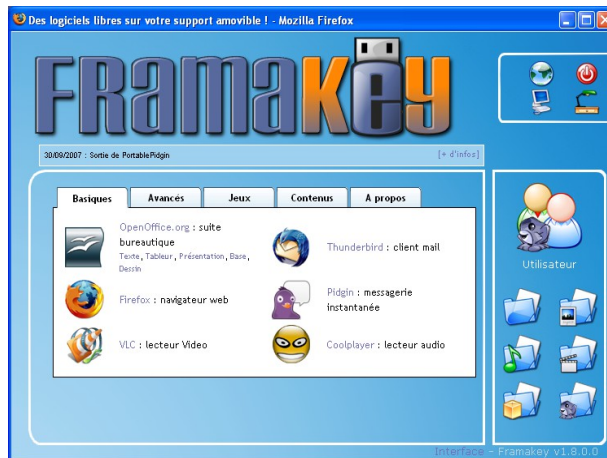 Des logiciels libres sur votre support amovible ! - Mozilla Firefox
FRamaKey
30/09/2007 : Sortie de PortablePidgin
[+ d'infos]
Basiques
Avancés
Jeux
Contenus
A propos
OpenOffice.org : suite
bureautique
Texte, Tableur, Présentation, Base,
Dessin
Thunderbird : client mail
Firefox : navigateur web
Pidgin : messagerie
instantanée
VLC : lecteur Video
Coolplayer : lecteur audio
Utilisateur
Interface - Framakey v1.8.0.0